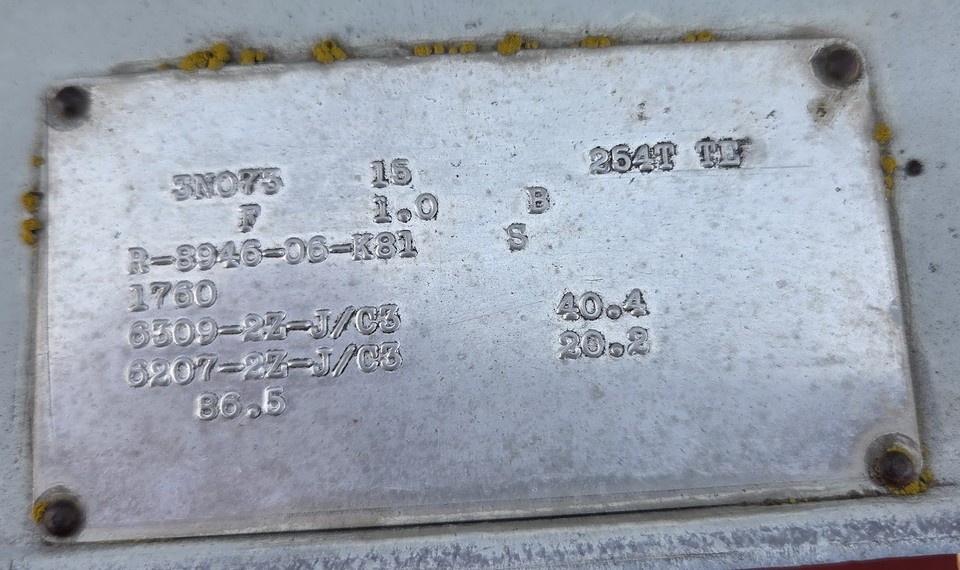 3N073 15 254T TE
F 1.0 B
R-8946-06-K81 S
1760
6309-2Z-J/C3 40.4
6207-2Z-J/C3 20.2
86.5